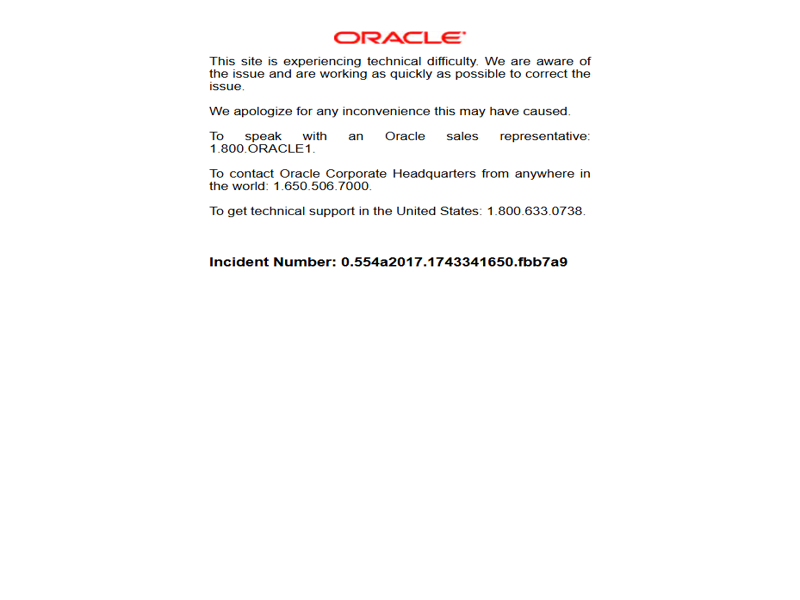 ORACLE
This site is experiencing technical difficulty. We are aware of
the issue and are working as quickly as possible to correct the
issue.
We apologize for any inconvenience this may have caused.
To speak with an Oracle sales representative:
1.800.ORACLE1.
To contact Oracle Corporate Headquarters from anywhere in
the world: 1.650.506.7000.
To get technical support in the United States: 1.800.633.0738.
Incident Number: 0.554a2017.1743341650.fbb7a9